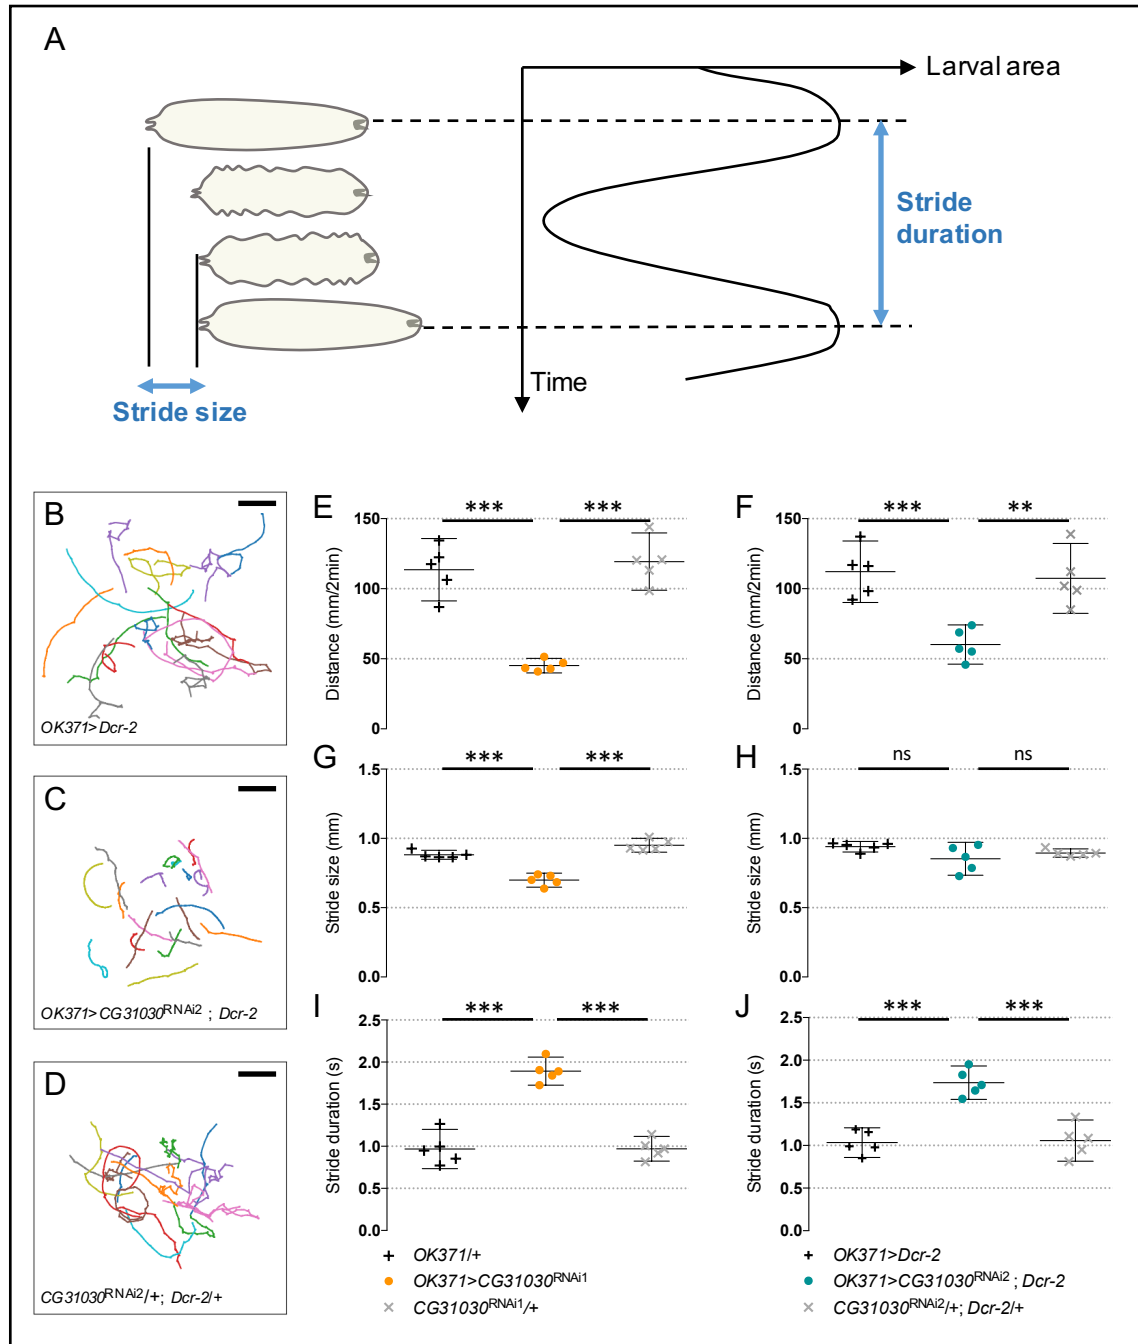 A
Larval area
Stride
duration
Time
Stride size
B
OK371>Dcr-2
C
OK371>CG31030RNAi2 ; Dcr-2
D
CG31030RNAi2/+; Dcr-2/+
E
*** ***
150
100
50
0
Distance (mm/2min)
F
*** **
150
100
50
0
Distance (mm/2min)
G
*** ***
1.5
1.0
0.5
0.0
Stride size (mm)
H
ns ns
1.5
1.0
0.5
0.0
Stride size (mm)
I
*** ***
2.5
2.0
1.5
1.0
0.5
0.0
Stride duration (s)
J
*** ***
2.5
2.0
1.5
1.0
0.5
0.0
Stride duration (s)
OK371/+
OK371>CG31030RNAi1
CG31030RNAi1/+
OK371>Dcr-2
OK371>CG31030RNAi2 ; Dcr-2
CG31030RNAi2/+; Dcr-2/+